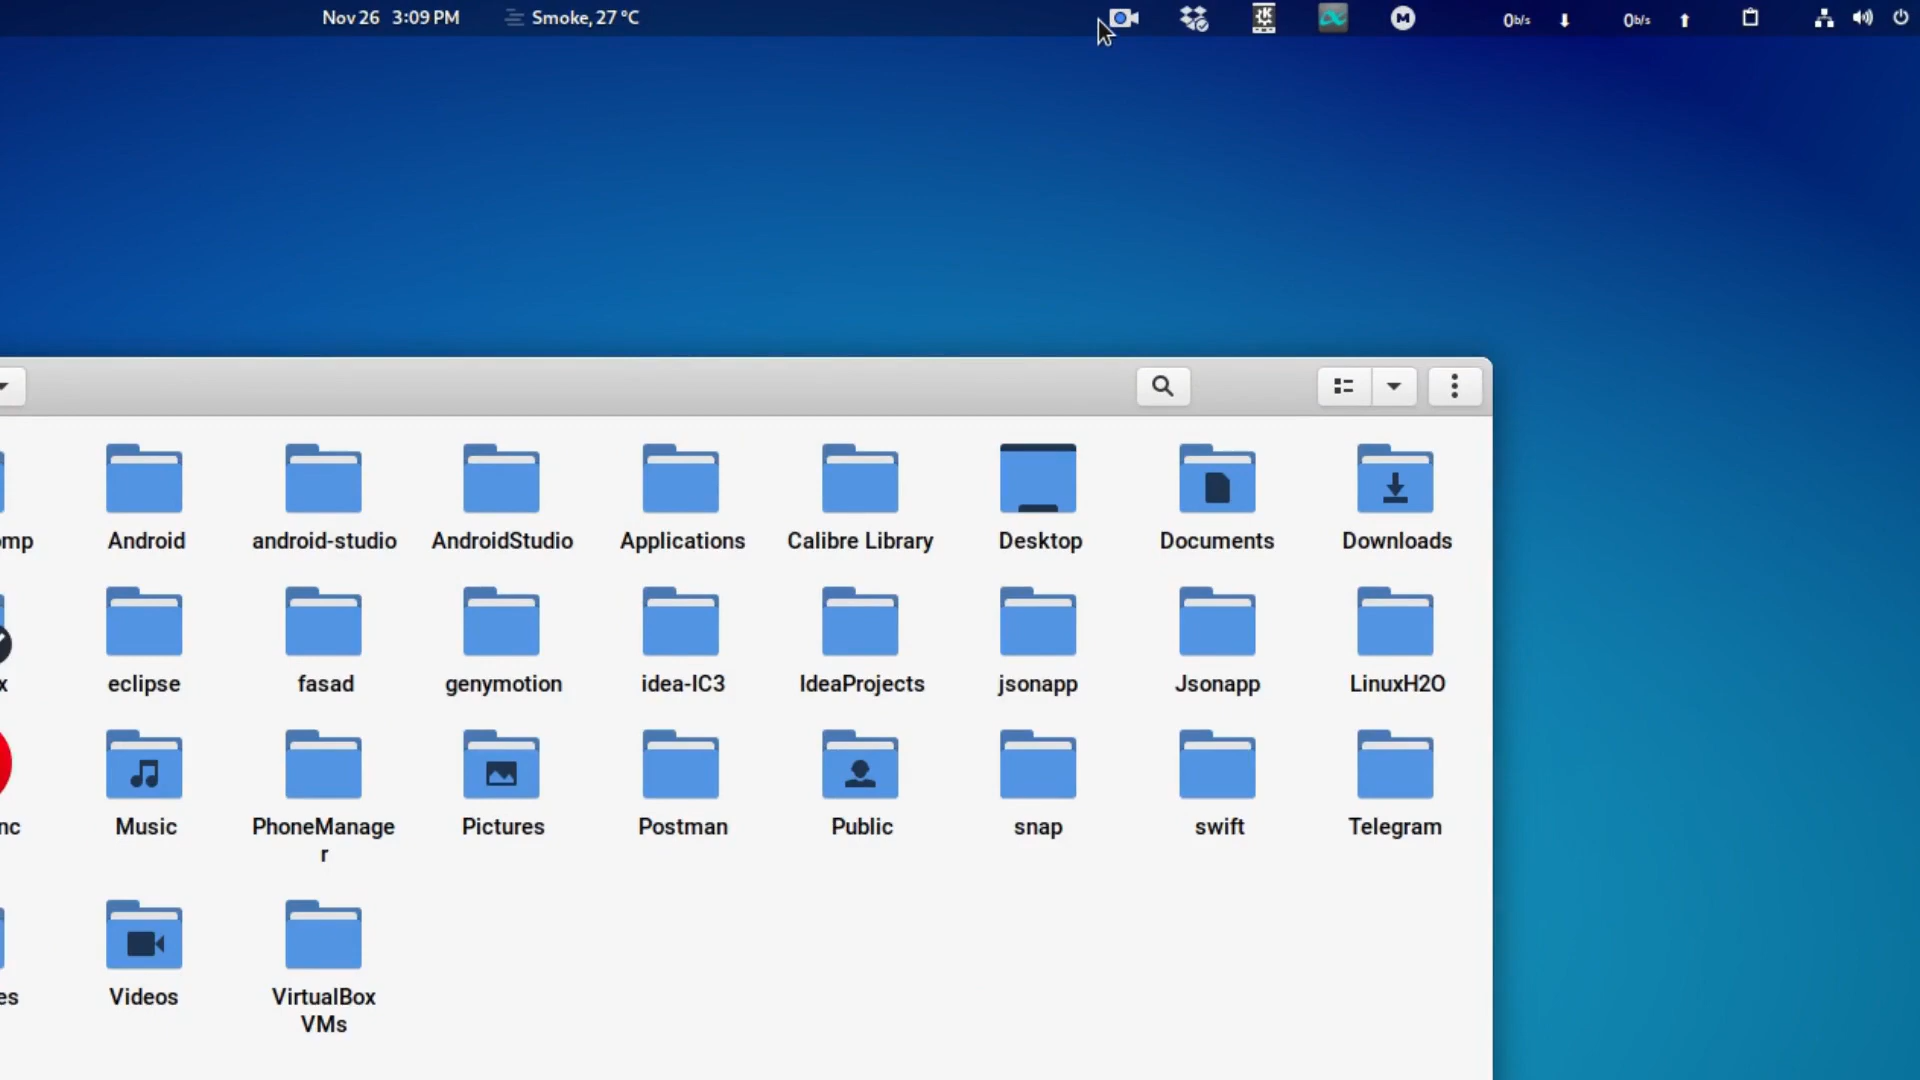 Nov 26 3:09 PM Smoke, 27 °C 0b/s 0b/s
omp Android android-studio AndroidStudio Applications Calibre Library Desktop Documents Downloads
x eclipse fasad genymotion idea-IC3 IdeaProjects jsonapp Jsonapp LinuxH2O
nc Music PhoneManage Pictures Postman Public snap swift Telegram
r
es Videos VirtualBox
VMs